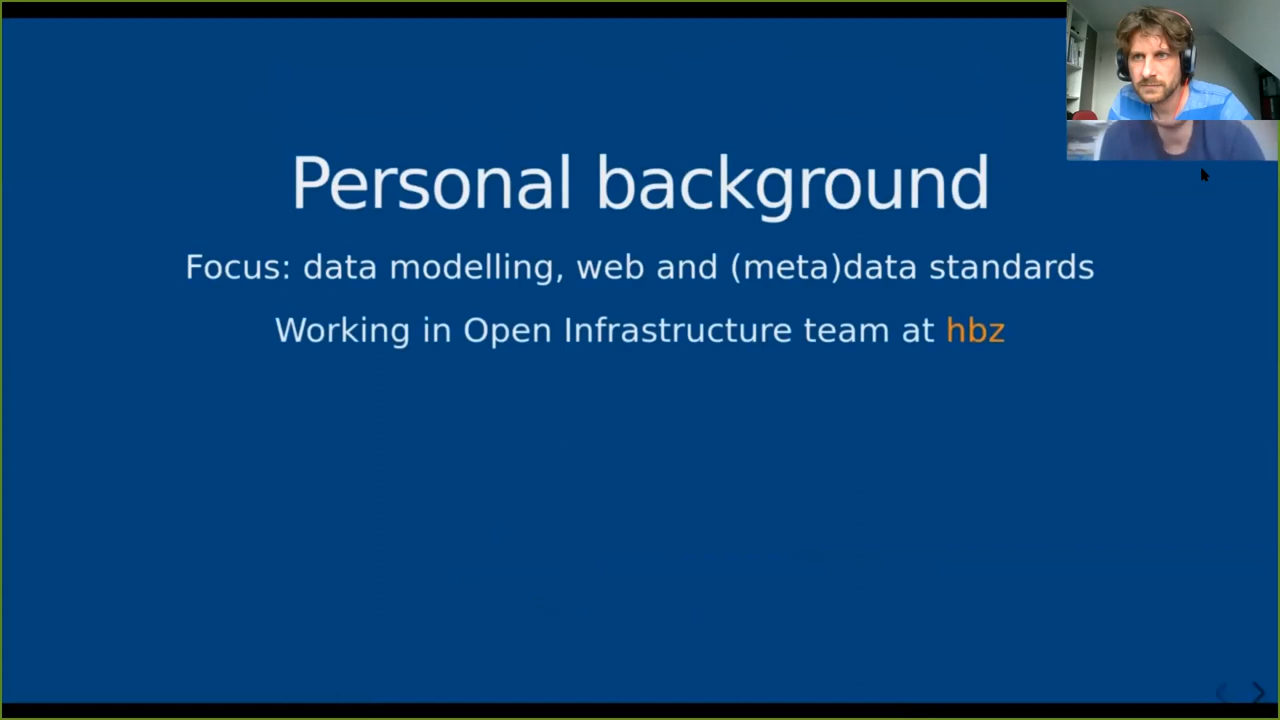 Personal background
Focus: data modelling, web and (meta)data standards
Working in Open Infrastructure team at hbz